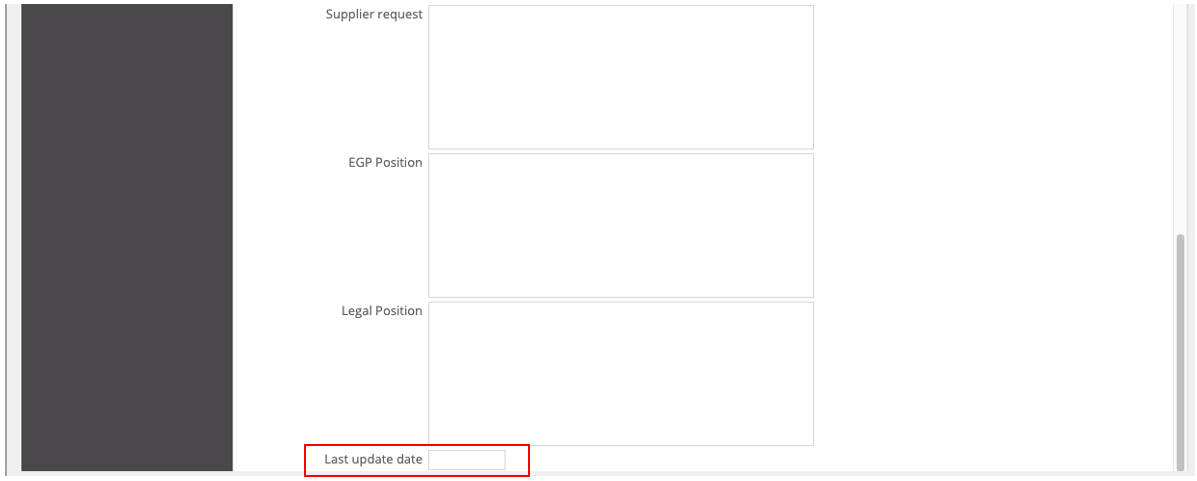 Supplier request
EGP Position
Legal Position
Last update date